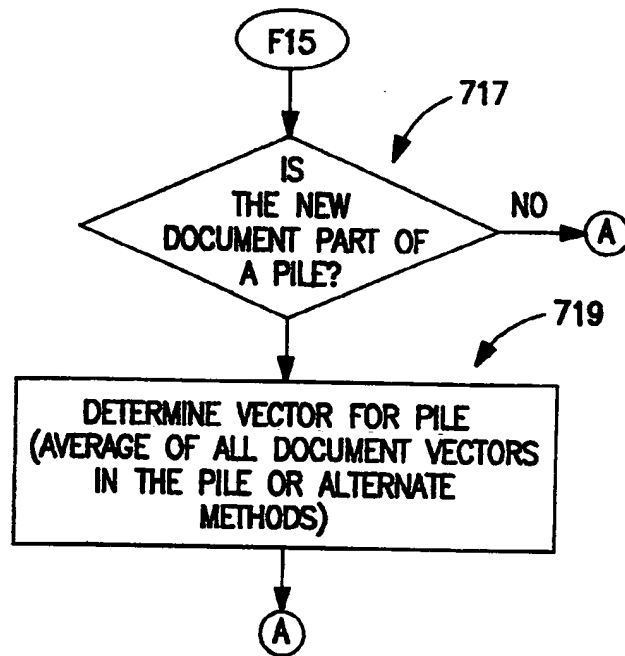 F15
717
IS
THE NEW
DOCUMENT PART OF
A PILE?
NO
A
719
DETERMINE VECTOR FOR PILE
(AVERAGE OF ALL DOCUMENT VECTORS
IN THE PILE OR ALTERNATE
METHODS)
A